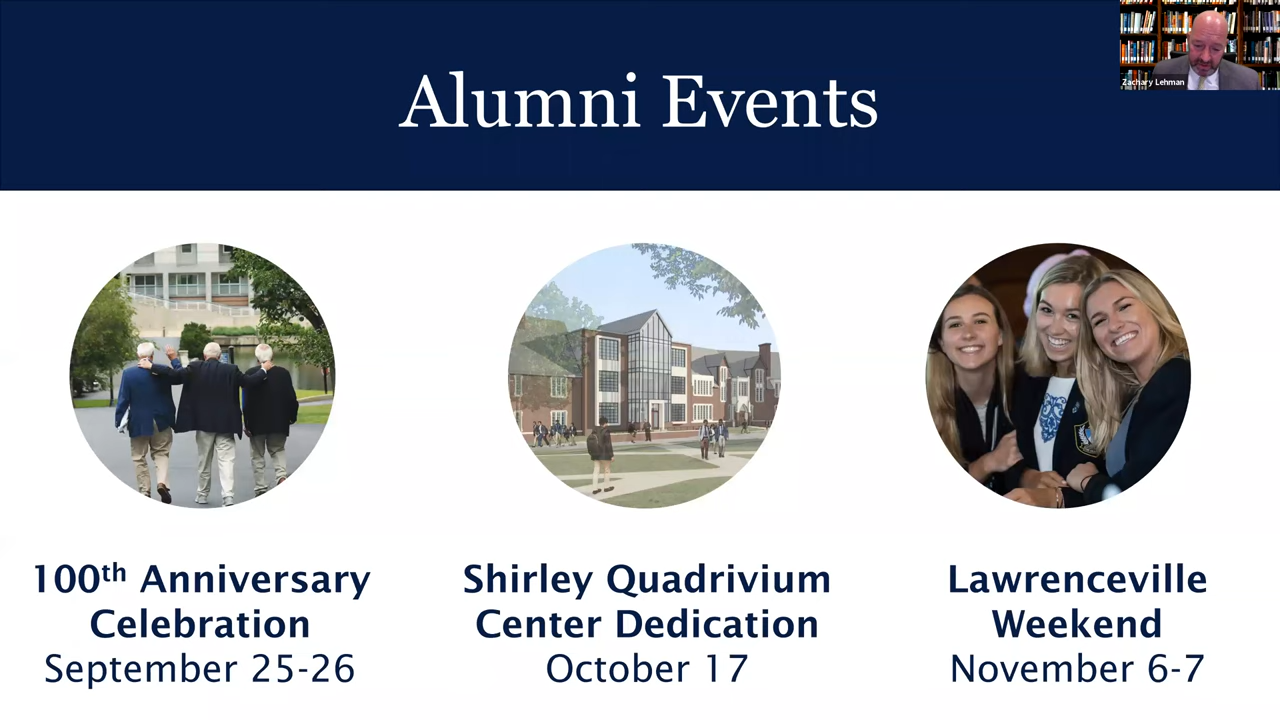 Alumni Events
Zachary Lehman
100th Anniversary
Celebration
September 25-26
Shirley Quadrivium
Center Dedication
October 17
Lawrenceville
Weekend
November 6-7